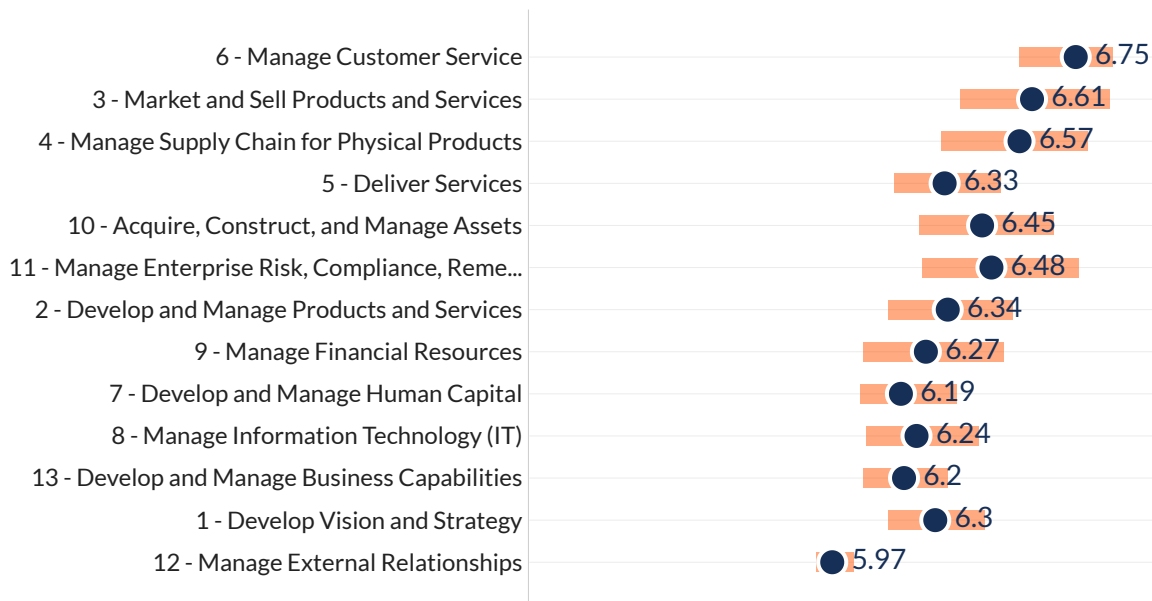 6 - Manage Customer Service 6.75
3 - Market and Sell Products and Services 6.61
4 - Manage Supply Chain for Physical Products 6.57
5 - Deliver Services 6.33
10 - Acquire, Construct, and Manage Assets 6.45
11 - Manage Enterprise Risk, Compliance, Reme... 6.48
2 - Develop and Manage Products and Services 6.34
9 - Manage Financial Resources 6.27
7 - Develop and Manage Human Capital 6.19
8 - Manage Information Technology (IT) 6.24
13 - Develop and Manage Business Capabilities 6.2
1 - Develop Vision and Strategy 6.3
12 - Manage External Relationships 5.97